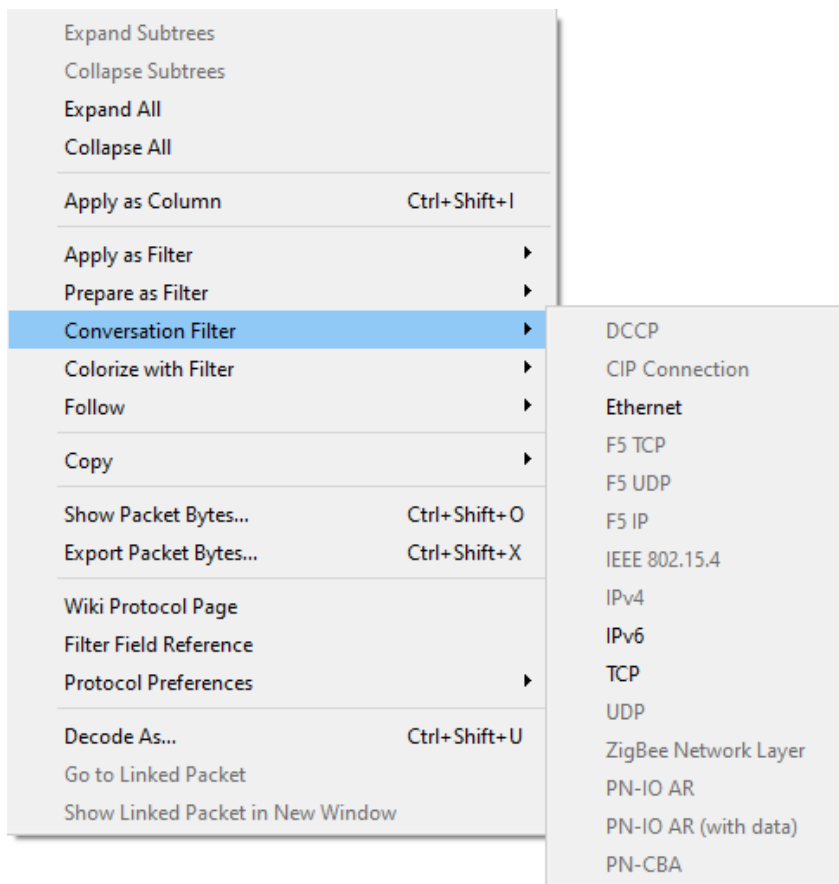 Expand Subtrees
Collapse Subtrees
Expand All
Collapse All
Apply as Column Ctrl+Shift+I
Apply as Filter
Prepare as Filter
Conversation Filter
Colorize with Filter
Follow
Copy
Show Packet Bytes... Ctrl+Shift+O
Export Packet Bytes... Ctrl+Shift+X
Wiki Protocol Page
Filter Field Reference
Protocol Preferences
Decode As... Ctrl+Shift+U
Go to Linked Packet
Show Linked Packet in New Window
DCCP
CIP Connection
Ethernet
F5 TCP
F5 UDP
F5 IP
IEEE 802.15.4
IPv4
IPv6
TCP
UDP
ZigBee Network Layer
PN-IO AR
PN-IO AR (with data)
PN-CBA